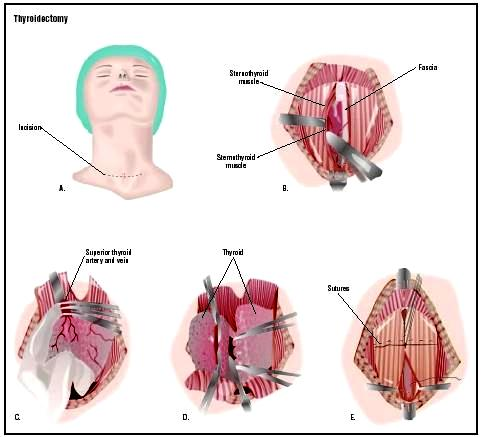 Thyroidectomy
Incision
A.
Sternothyroid
muscle
Fascia
Sternothyroid
muscle
B.
Superior thyroid
artery and vein
C.
Thyroid
D.
Sutures
E.